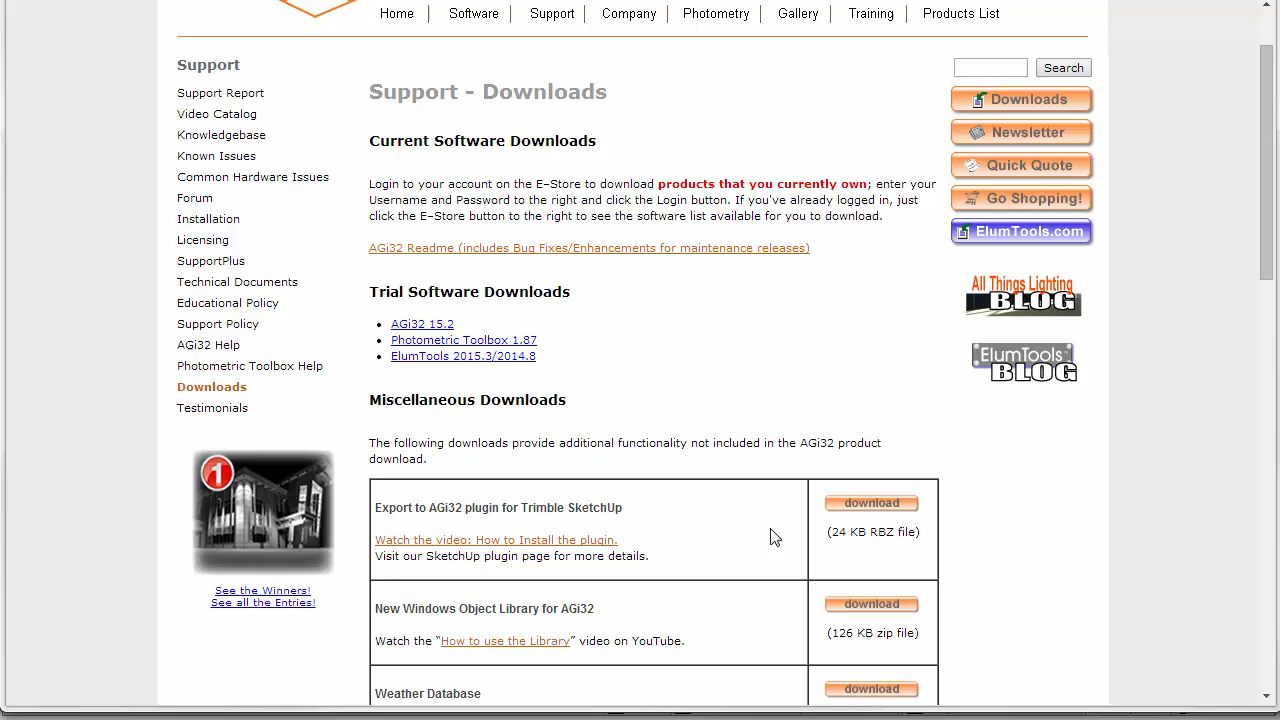 Home
Software
Support
Company
Photometry
Gallery
Training
Products List
Support
Support Report
Video Catalog
Knowledgebase
Known Issues
Common Hardware Issues
Forum
Installation
Licensing
SupportPlus
Technical Documents
Educational Policy
Support Policy
AGi32 Help
Photometric Toolbox Help
Downloads
Testimonials
1
See the Winners!
See all the Entries!
Support - Downloads
Current Software Downloads
Login to your account on the E-Store to download products that you currently own; enter your
Username and Password to the right and click the Login button. If you've already logged in, just
click the E-Store button to the right to see the software list available for you to download.
AGi32 Readme (includes Bug Fixes/Enhancements for maintenance releases)
Trial Software Downloads
AGi32 15.2
Photometric Toolbox 1.87
ElumTools 2015.3/2014.8
Miscellaneous Downloads
The following downloads provide additional functionality not included in the AGi32 product
download.
Export to AGi32 plugin for Trimble SketchUp
Watch the video: How to Install the plugin.
Visit our SketchUp plugin page for more details.
download
(24 KB RBZ file)
New Windows Object Library for AGi32
Watch the “How to use the Library” video on YouTube.
download
(126 KB zip file)
Weather Database
download
Search
Downloads
Newsletter
Quick Quote
Go Shopping!
ElumTools.com
All Things Lighting
BLOG
ElumTools
BLOG